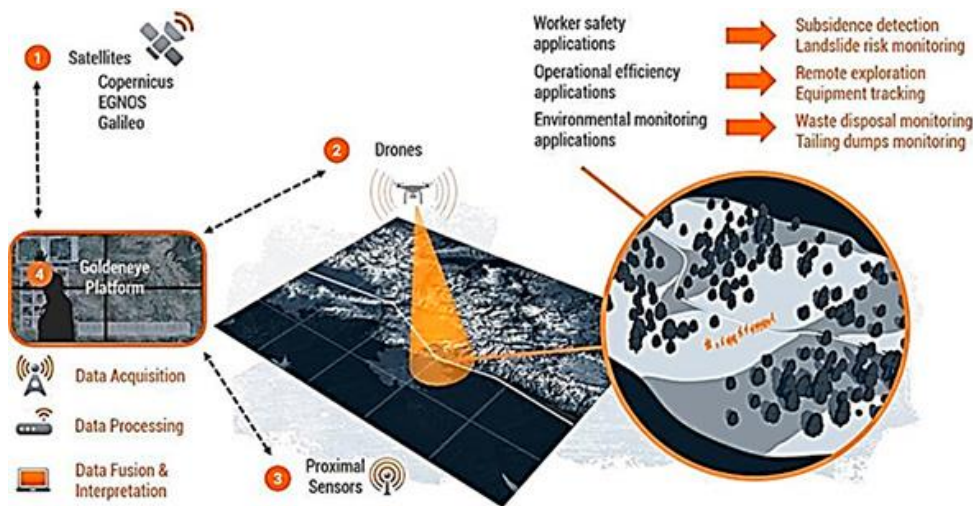 1 Satellites
Copernicus
EGNOS
Galileo
Worker safety
applications
Subsidence detection
Landslide risk monitoring
Operational efficiency
applications
Remote exploration
Equipment tracking
Environmental monitoring
applications
Waste disposal monitoring
Tailing dumps monitoring
2 Drones
4 Goldeneye
Platform
Data Acquisition
Data Processing
Data Fusion &
Interpretation
3 Proximal
Sensors